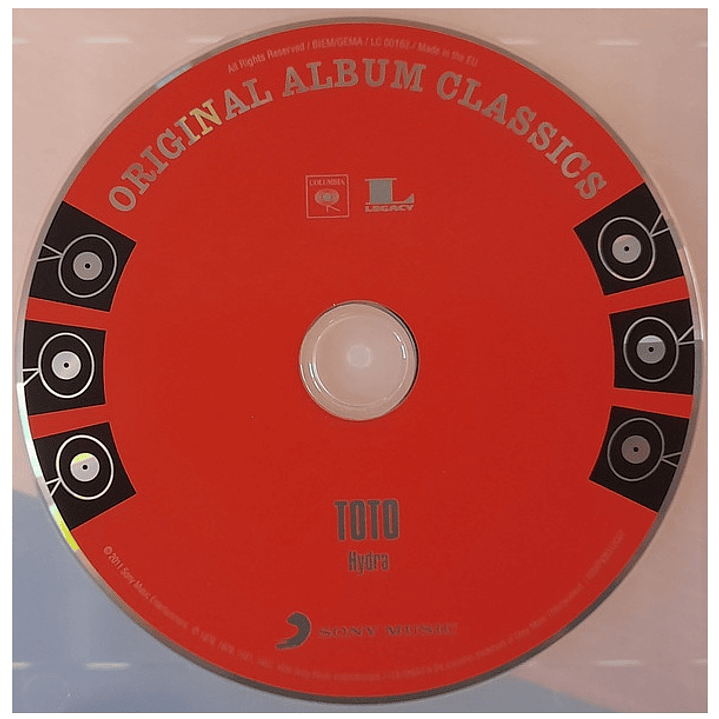 All Rights Reserved / BIEM/GEMA / LC 00162 / Made in the EU
ORIGINAL ALBUM CLASSICS
COLUMBIA
L
LEGACY
TOTO
Hydra
SONY MUSIC
© 2011 Sony Music Entertainment.